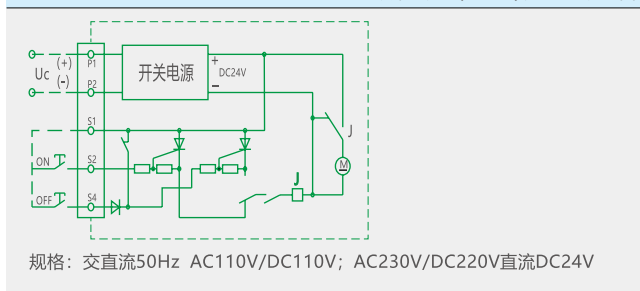 (+)
P1
Uc
(-)
P2
开关电源
+
DC24V
-
S1
J
ON
S2
M
J
OFF
S4
规格：交直流50Hz AC110V/DC110V；AC230V/DC220V直流DC24V